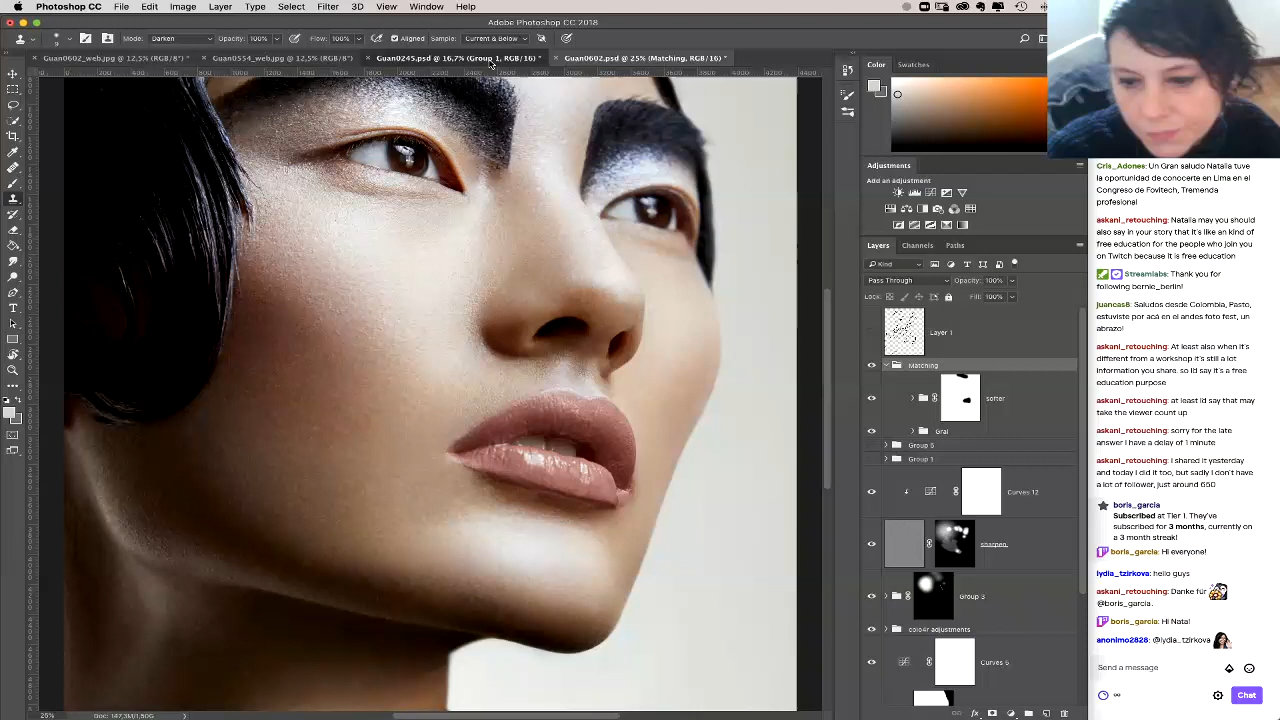 File Edit Image Layer Type Select Filter 3D View Window Help
Adobe Photoshop CC 2018
Mode: Darken Opacity: 100% Flow: 100% Aligned Sample: Current & Below
Guan0602_web.jpg @ 12,5% (RGB/8*) *
Guan0554_web.jpg @ 12,5% (RGB/8*)
Guan0245.psd @ 16,7% (Group 1, RGB/16) *
Guan0602.psd @ 25% (Matching, RGB/16) *
Color Swatches
Adjustments
Add an adjustment
Layers Channels Paths
Kind
Pass Through Opacity: 100%
Lock: Fill: 100%
Layer 1
Matching
softer
Gral
Group 5
Group 1
Curves 12
sharpen
Group 3
colo4r adjustments
Curves 6
25% Doc: 147,3M/1,50G
Cris_Adones: Un Gran saludo Natalia tuve
la oportunidad de conocerte en Lima en el
Congreso de Fovitech, Tremenda
profesional
askani_retouching: Natalia may you should
also say in your story that it's like an kind of
free education for the people who join you
on Twitch because it is free education
Streamlabs: Thank you for
following bernie_berlin!
juancas8: Saludos desde Colombia, Pasto,
estuviste por acá en el andes foto fest, un
abrazo!
askani_retouching: At least also when it's
different from a workshop it's still a lot
information you share. so i'd say it's a free
education purpose
askani_retouching: at least i'd say that may
take the viewer count up
askani_retouching: sorry for the late
answer I have a delay of 1 minute
askani_retouching: I shared it yesterday
and today I did it too, but sadly I don't have
a lot of follower, just around 650
boris_garcia
Subscribed at Tier 1. They've
subscribed for 3 months, currently on
a 3 month streak!
boris_garcia: Hi everyone!
lydia_tzirkova: hello guys
askani_retouching: Danke für
@boris_garcia.
boris_garcia: Hi Nata!
anonimo2828: @lydia_tzirkova
Send a message
Chat